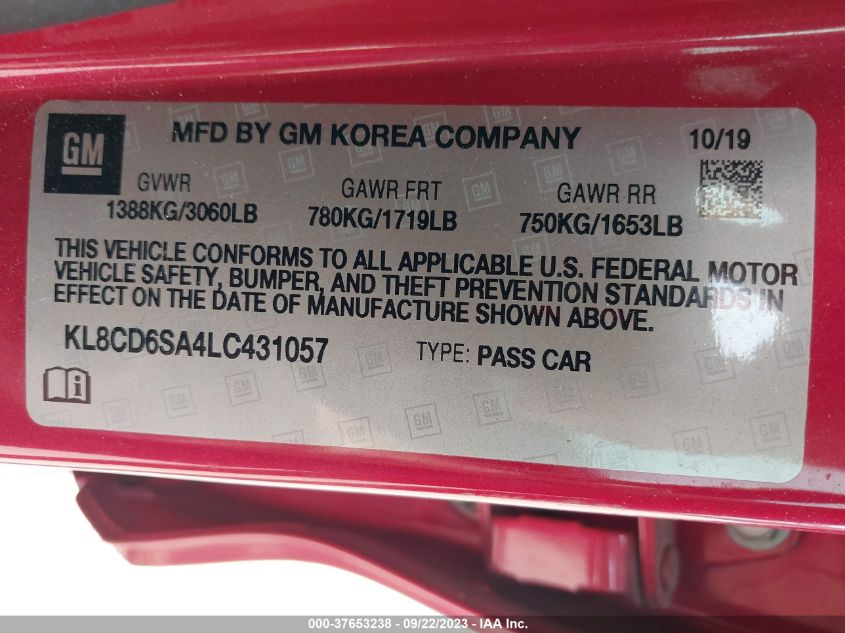 GM MFD BY GM KOREA COMPANY 10/19
GVWR GAWR FRT GAWR RR
1388KG/3060LB 780KG/1719LB 750KG/1653LB
THIS VEHICLE CONFORMS TO ALL APPLICABLE U.S. FEDERAL MOTOR
VEHICLE SAFETY, BUMPER, AND THEFT PREVENTION STANDARDS IN
EFFECT ON THE DATE OF MANUFACTURE SHOWN ABOVE.
KL8CD6SA4LC431057 TYPE: PASS CAR
000-37653238 - 09/22/2023 - IAA Inc.